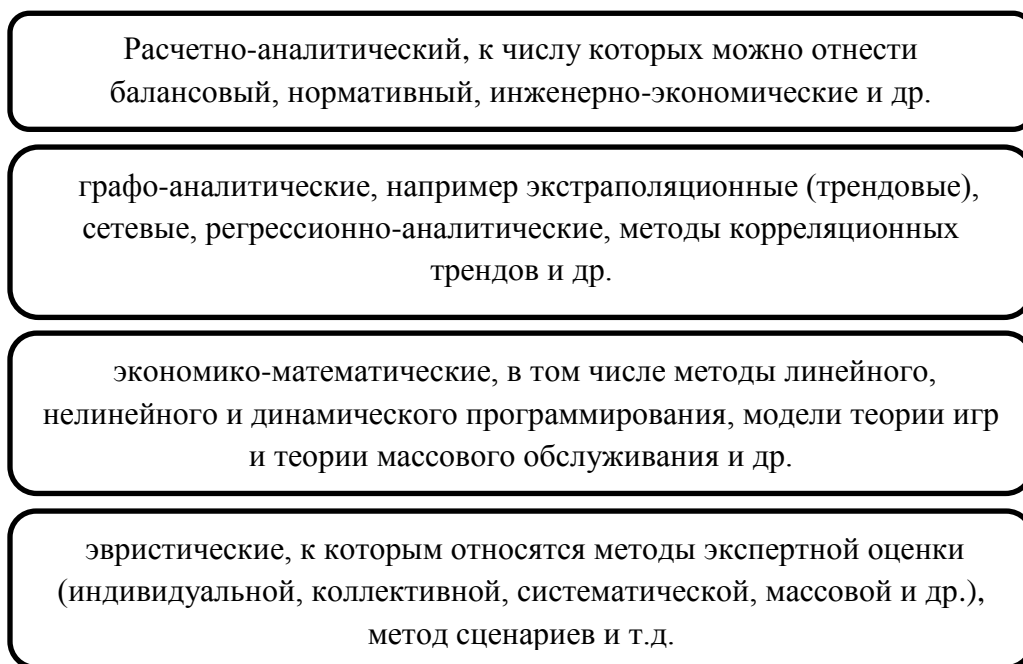 Расчетно-аналитический, к числу которых можно отнести
балансовый, нормативный, инженерно-экономические и др.
графо-аналитические, например экстраполяционные (трендовые),
сетевые, регрессионно-аналитические, методы корреляционных
трендов и др.
экономико-математические, в том числе методы линейного,
нелинейного и динамического программирования, модели теории игр
и теории массового обслуживания и др.
эвристические, к которым относятся методы экспертной оценки
(индивидуальной, коллективной, систематической, массовой и др.),
метод сценариев и т.д.